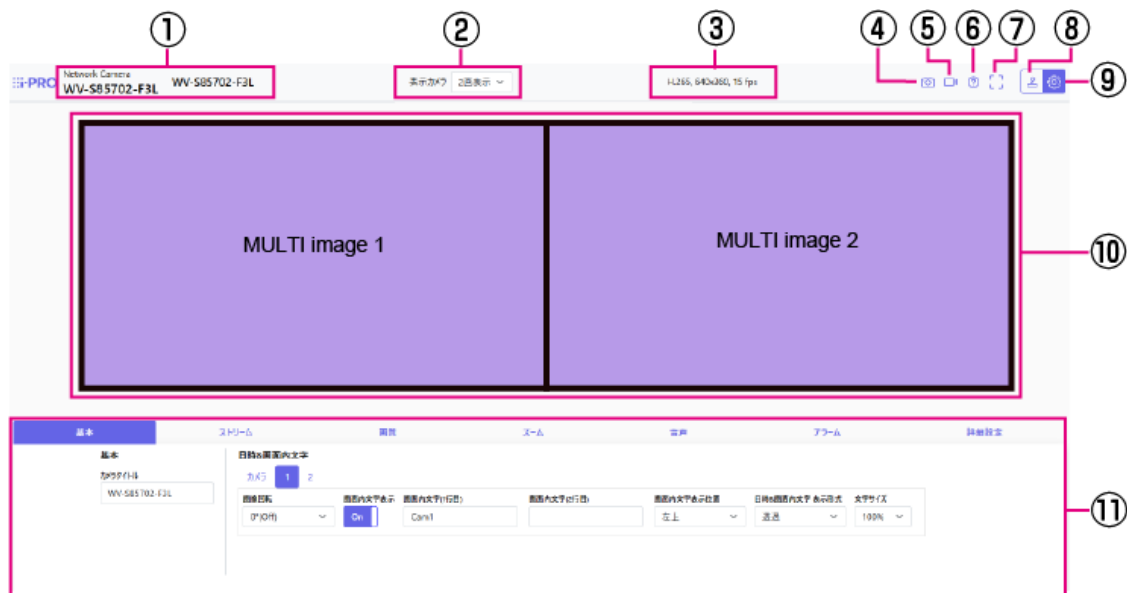 ① ② ③ ④ ⑤ ⑥ ⑦ ⑧
i-PRO Network Camera
WV-S85702-F3L WV-S85702-F3L 表示カメラ 2画表示 H.265, 640x360, 15 fps ⑨
MULTI image 1 MULTI image 2 ⑩
基本 ストリーム 画質 ズーム 音声 アラーム 詳細設定
基本 日時&画面内文字
カメラタイトル カメラ 1 2
WV-S85702-F3L
画像回転 画面内文字表示 画面内文字(1行目) 画面内文字(2行目) 画面内文字表示位置 日時&画面内文字 表示形式 文字サイズ
0°(Off) On Cam1 左上 透過 100% ⑪